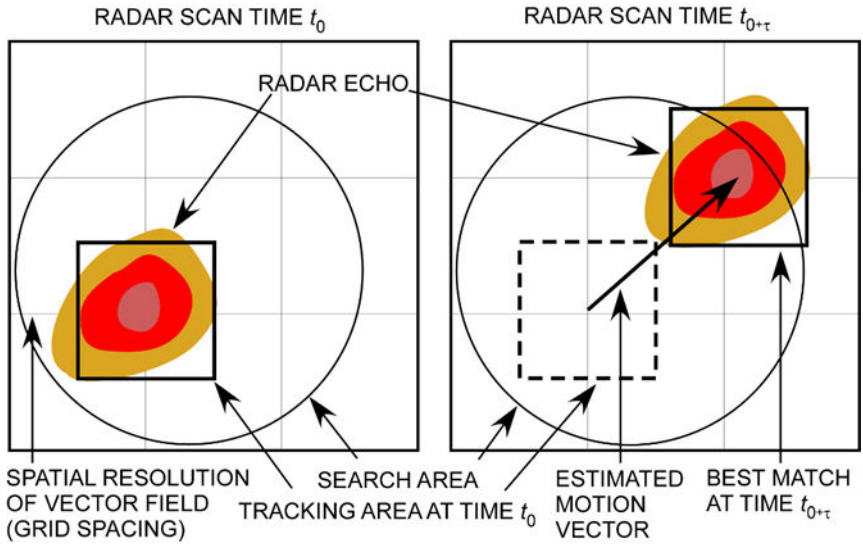 RADAR SCAN TIME t₀
RADAR SCAN TIME t₀₊τ
RADAR ECHO
SPATIAL RESOLUTION
OF VECTOR FIELD
(GRID SPACING)
SEARCH AREA
TRACKING AREA AT TIME t₀
ESTIMATED
MOTION
VECTOR
BEST MATCH
AT TIME t₀₊τ